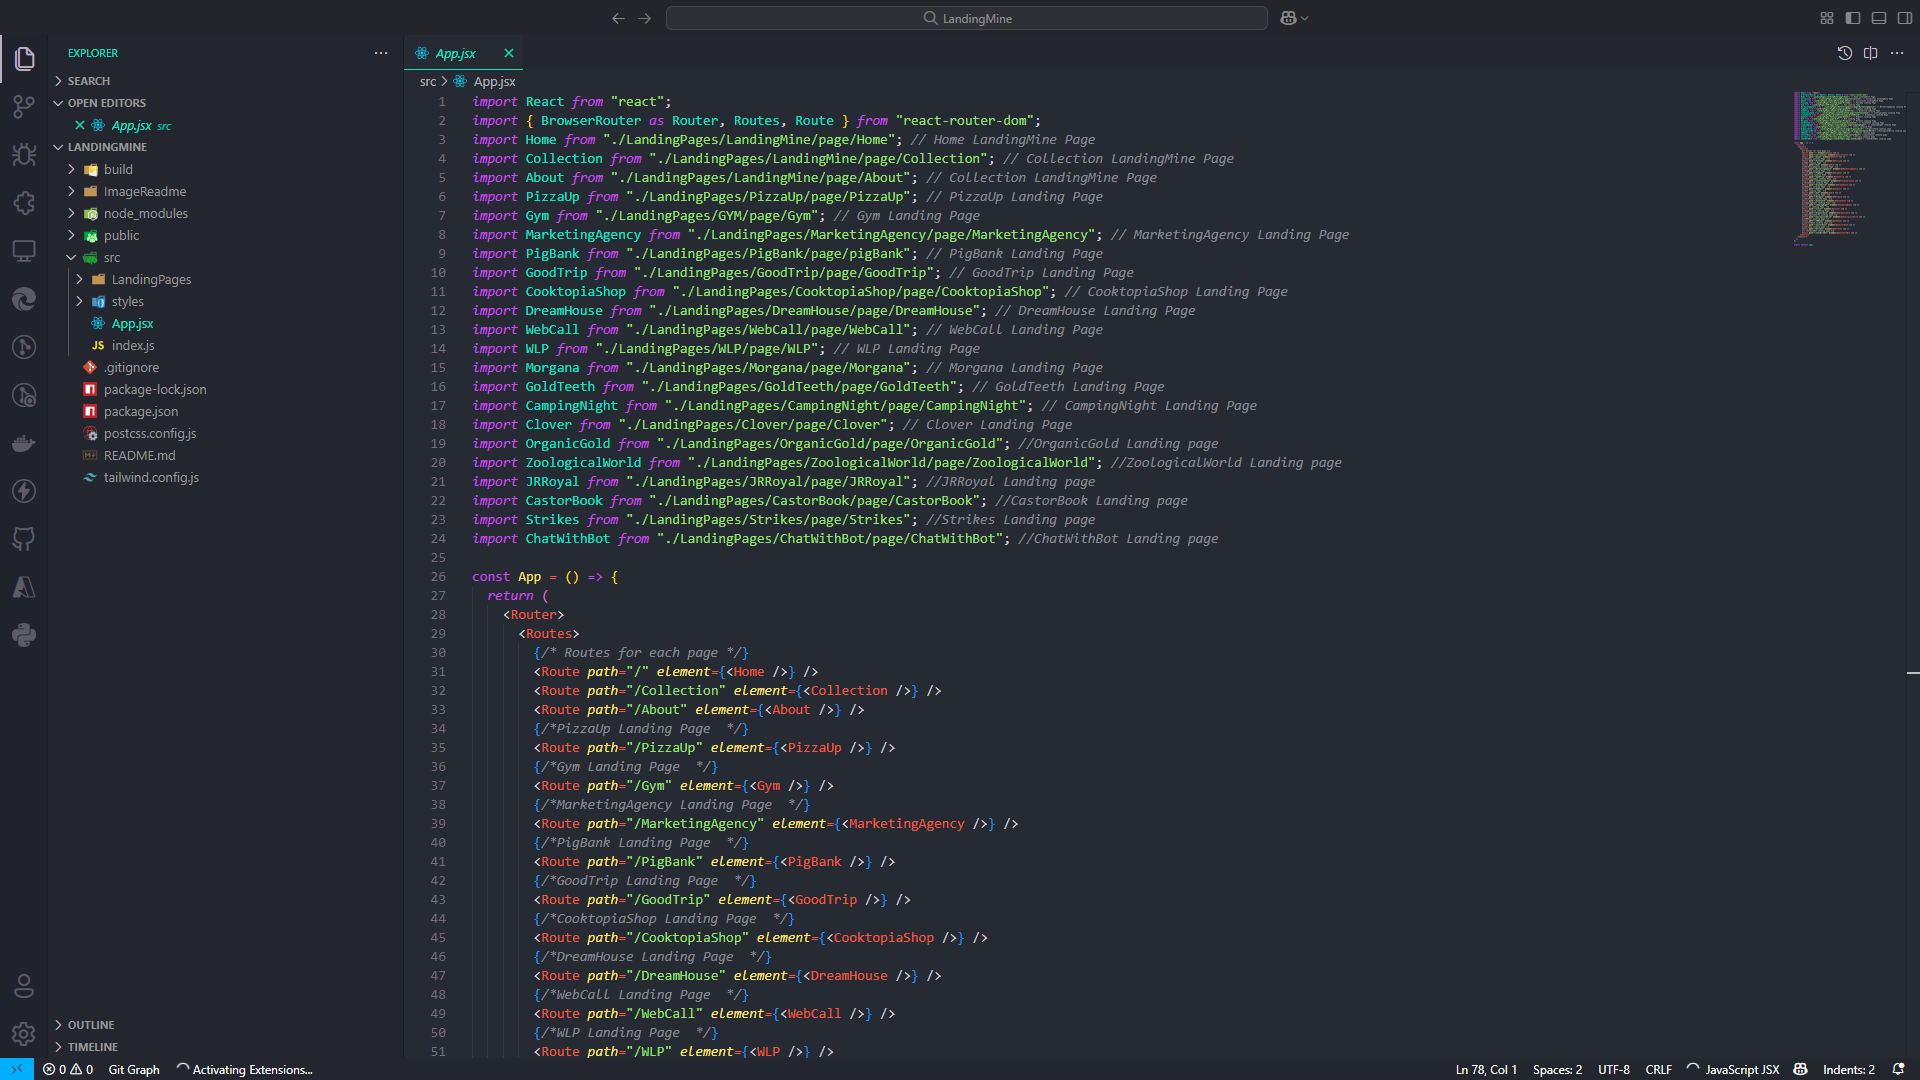 LandingMine
EXPLORER
SEARCH
OPEN EDITORS
App.jsx src
LANDINGMINE
build
ImageReadme
node_modules
public
src
LandingPages
styles
App.jsx
JS index.js
.gitignore
package-lock.json
package.json
postcss.config.js
README.md
tailwind.config.js
OUTLINE
TIMELINE
App.jsx
src > App.jsx
1 import React from "react";
2 import { BrowserRouter as Router, Routes, Route } from "react-router-dom";
3 import Home from "./LandingPages/LandingMine/page/Home"; // Home LandingMine Page
4 import Collection from "./LandingPages/LandingMine/page/Collection"; // Collection LandingMine Page
5 import About from "./LandingPages/LandingMine/page/About"; // Collection LandingMine Page
6 import PizzaUp from "./LandingPages/PizzaUp/page/PizzaUp"; // PizzaUp Landing Page
7 import Gym from "./LandingPages/GYM/page/Gym"; // Gym Landing Page
8 import MarketingAgency from "./LandingPages/MarketingAgency/page/MarketingAgency"; // MarketingAgency Landing Page
9 import PigBank from "./LandingPages/PigBank/page/pigBank"; // PigBank Landing Page
10 import GoodTrip from "./LandingPages/GoodTrip/page/GoodTrip"; // GoodTrip Landing Page
11 import CooktopiaShop from "./LandingPages/CooktopiaShop/page/CooktopiaShop"; // CooktopiaShop Landing Page
12 import DreamHouse from "./LandingPages/DreamHouse/page/DreamHouse"; // DreamHouse Landing Page
13 import WebCall from "./LandingPages/WebCall/page/WebCall"; // WebCall Landing Page
14 import WLP from "./LandingPages/WLP/page/WLP"; // WLP Landing Page
15 import Morgana from "./LandingPages/Morgana/page/Morgana"; // Morgana Landing Page
16 import GoldTeeth from "./LandingPages/GoldTeeth/page/GoldTeeth"; // GoldTeeth Landing Page
17 import CampingNight from "./LandingPages/CampingNight/page/CampingNight"; // CampingNight Landing Page
18 import Clover from "./LandingPages/Clover/page/Clover"; // Clover Landing Page
19 import OrganicGold from "./LandingPages/OrganicGold/page/OrganicGold"; //OrganicGold Landing page
20 import ZoologicalWorld from "./LandingPages/ZoologicalWorld/page/ZoologicalWorld"; //ZoologicalWorld Landing page
21 import JRRoyal from "./LandingPages/JRRoyal/page/JRRoyal"; //JRRoyal Landing page
22 import CastorBook from "./LandingPages/CastorBook/page/CastorBook"; //CastorBook Landing page
23 import Strikes from "./LandingPages/Strikes/page/Strikes"; //Strikes Landing page
24 import ChatWithBot from "./LandingPages/ChatWithBot/page/ChatWithBot"; //ChatWithBot Landing page
25
26 const App = () => {
27 return (
28 <Router>
29 <Routes>
30 {/* Routes for each page */}
31 <Route path="/" element={<Home />} />
32 <Route path="/Collection" element={<Collection />} />
33 <Route path="/About" element={<About />} />
34 {/*PizzaUp Landing Page  */}
35 <Route path="/PizzaUp" element={<PizzaUp />} />
36 {/*Gym Landing Page  */}
37 <Route path="/Gym" element={<Gym />} />
38 {/*MarketingAgency Landing Page  */}
39 <Route path="/MarketingAgency" element={<MarketingAgency />} />
40 {/*PigBank Landing Page  */}
41 <Route path="/PigBank" element={<PigBank />} />
42 {/*GoodTrip Landing Page  */}
43 <Route path="/GoodTrip" element={<GoodTrip />} />
44 {/*CooktopiaShop Landing Page  */}
45 <Route path="/CooktopiaShop" element={<CooktopiaShop />} />
46 {/*DreamHouse Landing Page  */}
47 <Route path="/DreamHouse" element={<DreamHouse />} />
48 {/*WebCall Landing Page  */}
49 <Route path="/WebCall" element={<WebCall />} />
50 {/*WLP Landing Page  */}
51 <Route path="/WLP" element={<WLP />} />
0 0 Git Graph Activating Extensions... Ln 78, Col 1 Spaces: 2 UTF-8 CRLF JavaScript JSX Indents: 2